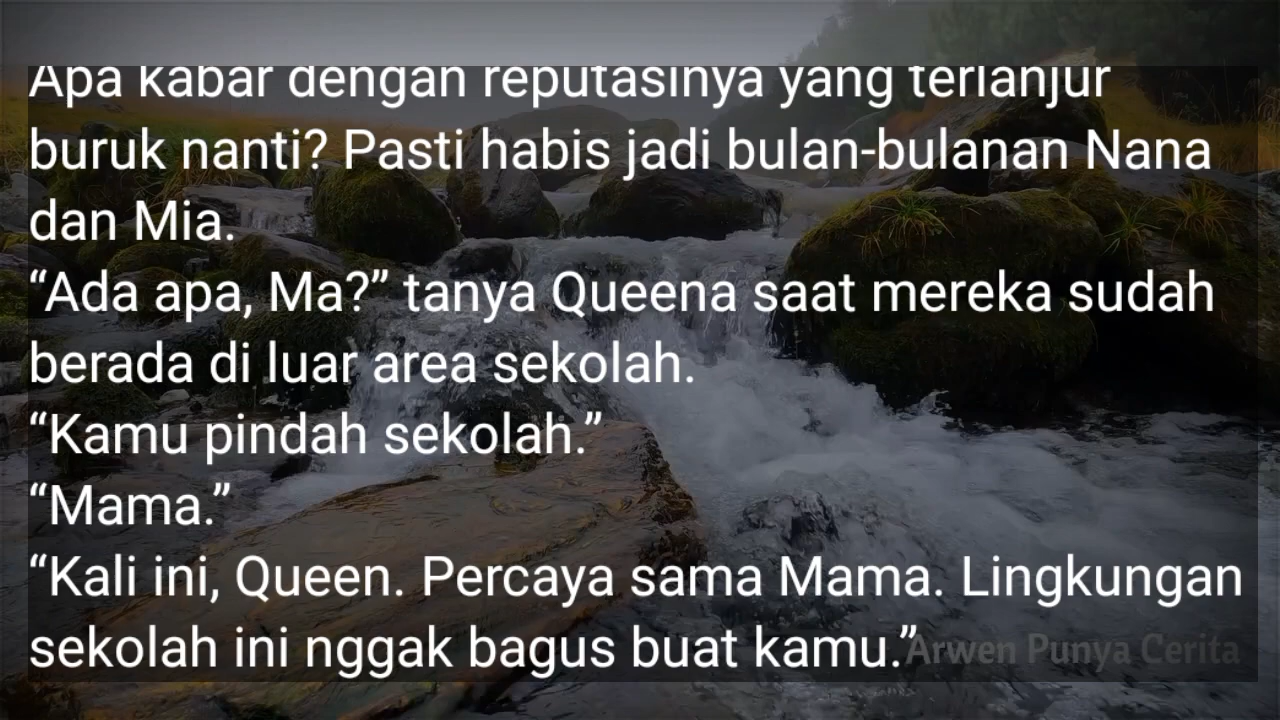 Apa kabar dengan reputasinya yang terlanjur
buruk nanti? Pasti habis jadi bulan-bulanan Nana
dan Mia.
“Ada apa, Ma?” tanya Queena saat mereka sudah
berada di luar area sekolah.
“Kamu pindah sekolah.”
“Mama.”
“Kali ini, Queen. Percaya sama Mama. Lingkungan
sekolah ini nggak bagus buat kamu.”
Arwen Punya Cerita